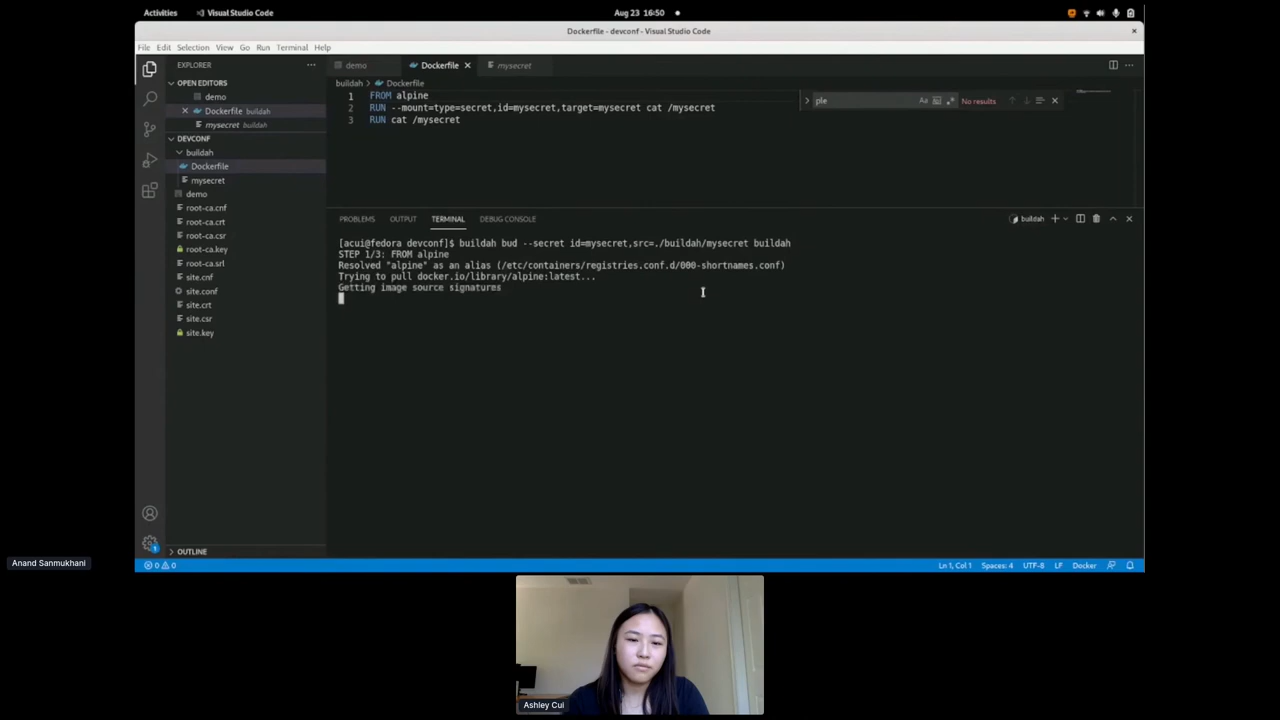 Activities
Visual Studio Code
Aug 23 16:50
Dockerfile - devconf - Visual Studio Code
File Edit Selection View Go Run Terminal Help
EXPLORER
OPEN EDITORS
demo
Dockerfile buildah
mysecret buildah
DEVCONF
buildah
Dockerfile
mysecret
demo
root-ca.cnf
root-ca.crt
root-ca.csr
root-ca.key
root-ca.srl
site.cnf
site.conf
site.crt
site.csr
site.key
OUTLINE
demo
Dockerfile
mysecret
buildah > Dockerfile
1 FROM alpine
2 RUN --mount=type=secret,id=mysecret,target=mysecret cat /mysecret
3 RUN cat /mysecret
ple
Aa
No results
PROBLEMS OUTPUT TERMINAL DEBUG CONSOLE
buildah
[acui@fedora devconf]$ buildah bud --secret id=mysecret,src=./buildah/mysecret buildah
STEP 1/3: FROM alpine
Resolved "alpine" as an alias (/etc/containers/registries.conf.d/000-shortnames.conf)
Trying to pull docker.io/library/alpine:latest...
Getting image source signatures
0 0
Ln 1, Col 1 Spaces: 4 UTF-8 LF Docker
Anand Sanmukhani
Ashley Cui